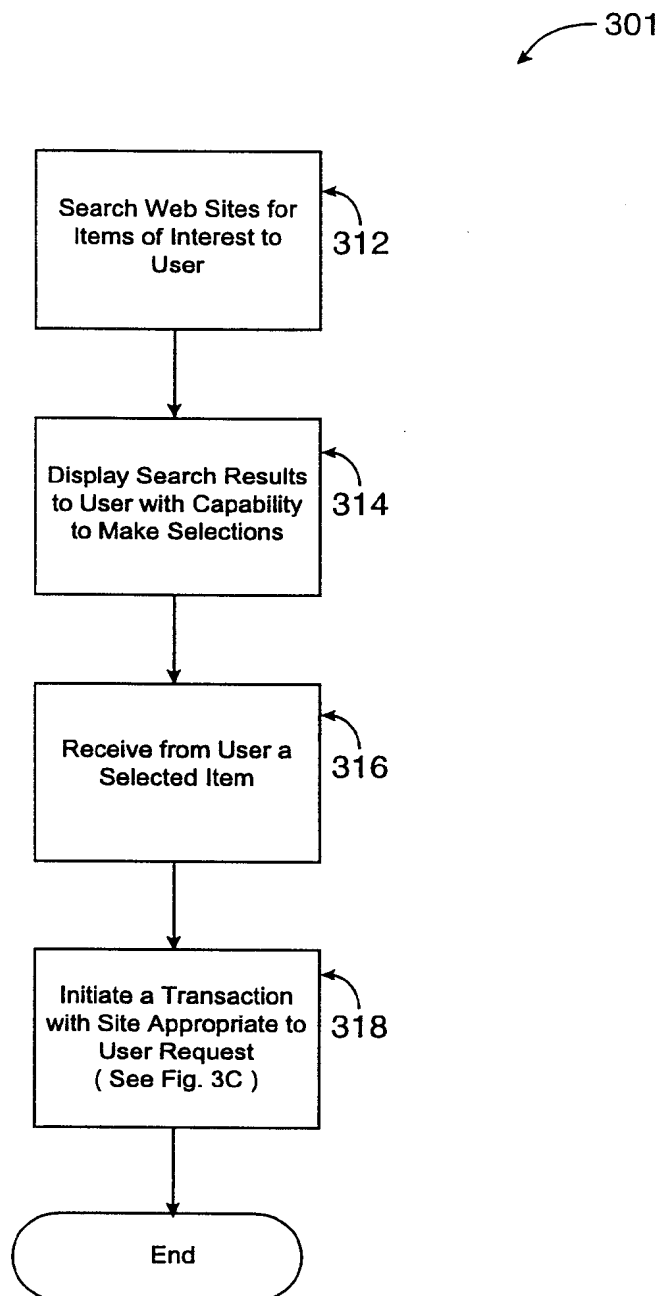 301
Search Web Sites for
Items of Interest to
User
312
Display Search Results
to User with Capability
to Make Selections
314
Receive from User a
Selected Item
316
Initiate a Transaction
with Site Appropriate to
User Request
( See Fig. 3C )
318
End